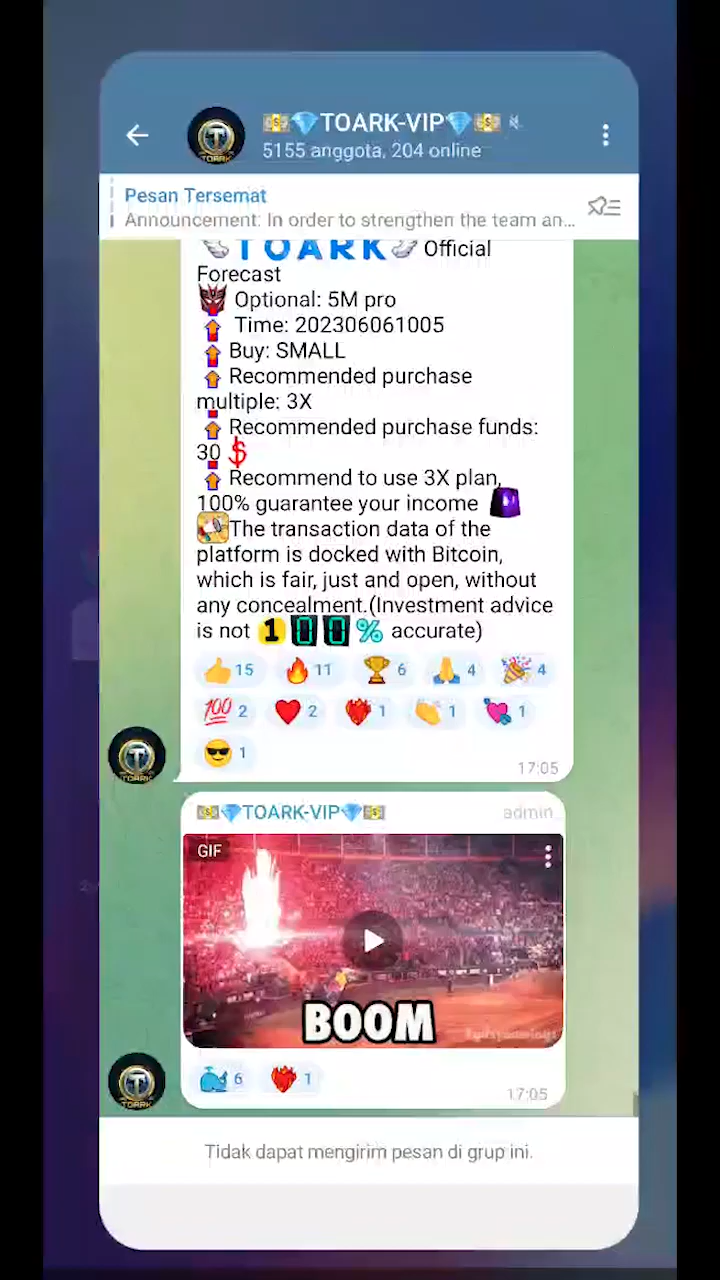 TOARK-VIP
5155 anggota, 204 online
Pesan Tersemat
Announcement: In order to strengthen the team an...
TOARK Official
Forecast
Optional: 5M pro
Time: 202306061005
Buy: SMALL
Recommended purchase
multiple: 3X
Recommended purchase funds:
30 $
Recommend to use 3X plan,
100% guarantee your income
The transaction data of the
platform is docked with Bitcoin,
which is fair, just and open, without
any concealment.(Investment advice
is not 100% accurate)
15 11 6 4 4
2 2 1 1 1
1
17:05
TOARK-VIP admin
GIF
BOOM
6 1
17:05
Tidak dapat mengirim pesan di grup ini.